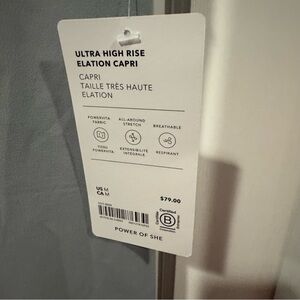 ULTRA HIGH RISE
ELATION CAPRI
CAPRI
TAILLE TRÈS HAUTE
ELATION
POWERVITA
FABRIC
ALL-AROUND
STRETCH
BREATHABLE
TISSU
POWERVITA
EXTENSIBILITÉ
INTÉGRALE
RESPIRANT
US M
CA M
$79.00
Certified
B
POWER OF SHE